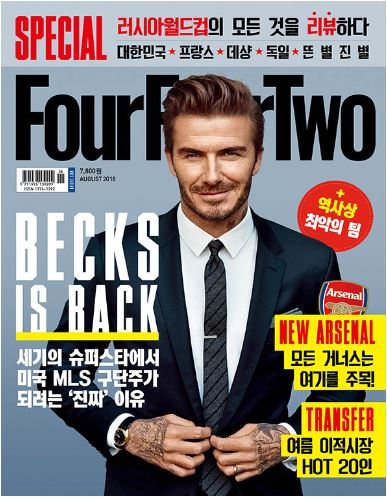 SPECIAL
러시아월드컵의 모든 것을 리뷰하다
대한민국★프랑스★데샹★독일★뜬 별 진 별
FourFourTwo
7,800원
AUGUST 2018
+
역사상
최악의 팀
BECKS
IS BACK
Arsenal
세기의 슈퍼스타에서
미국 MLS 구단주가
되려는 ‘진짜’ 이유
NEW ARSENAL
모든 거너스는
여기를 주목!
TRANSFER
여름 이적시장
HOT 20인